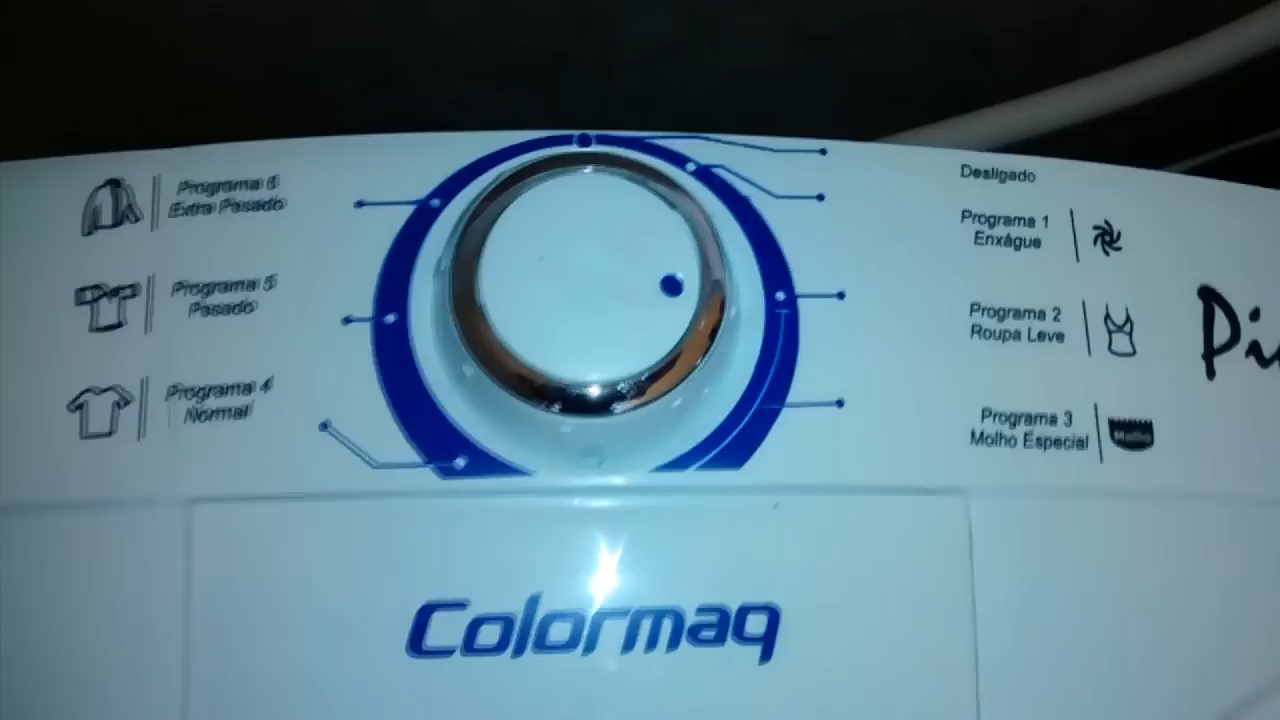 Programa 6
Extra Pesado
Programa 5
Pesado
Programa 4
Normal
Desligado
Programa 1
Enxágue
Programa 2
Roupa Leve
Programa 3
Molho Especial
Molho
Colormaq